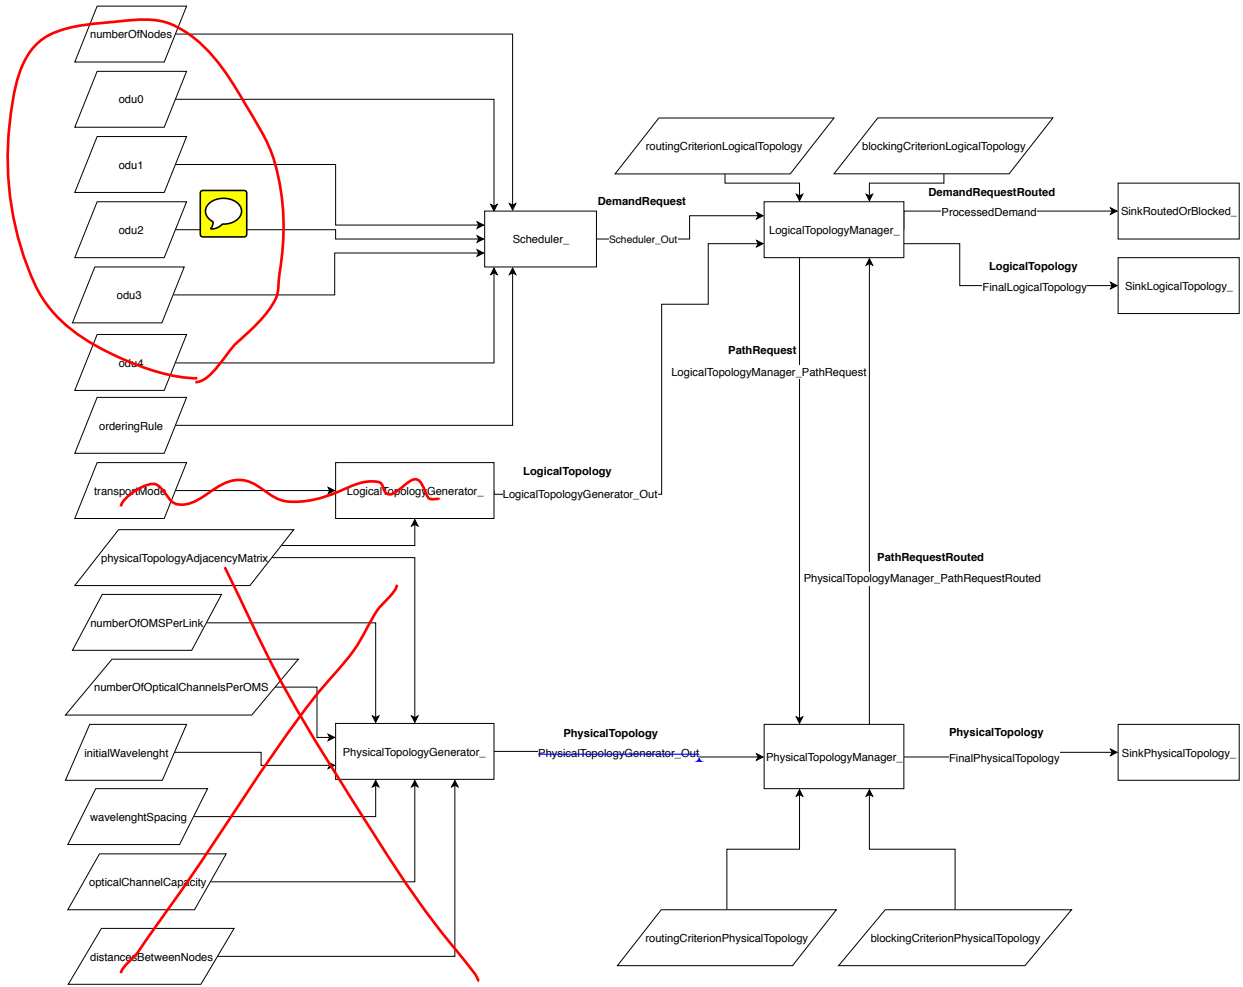 numberOfNodes
odu0
odu1
odu2
odu3
odu4
orderingRule
transportMode
physicalTopologyAdjacencyMatrix
numberOfOMSPerLink
numberOfOpticalChannelsPerOMS
initialWavelenght
wavelenghtSpacing
opticalChannelCapacity
distancesBetweenNodes
Scheduler_
LogicalTopologyGenerator_
PhysicalTopologyGenerator_
DemandRequest
Scheduler_Out
LogicalTopology
LogicalTopologyGenerator_Out
PhysicalTopology
PhysicalTopologyGenerator_Out
routingCriterionLogicalTopology
blockingCriterionLogicalTopology
LogicalTopologyManager_
PathRequest
LogicalTopologyManager_PathRequest
PathRequestRouted
PhysicalTopologyManager_PathRequestRouted
PhysicalTopologyManager_
routingCriterionPhysicalTopology
blockingCriterionPhysicalTopology
DemandRequestRouted
ProcessedDemand
SinkRoutedOrBlocked_
LogicalTopology
FinalLogicalTopology
SinkLogicalTopology_
PhysicalTopology
FinalPhysicalTopology
SinkPhysicalTopology_